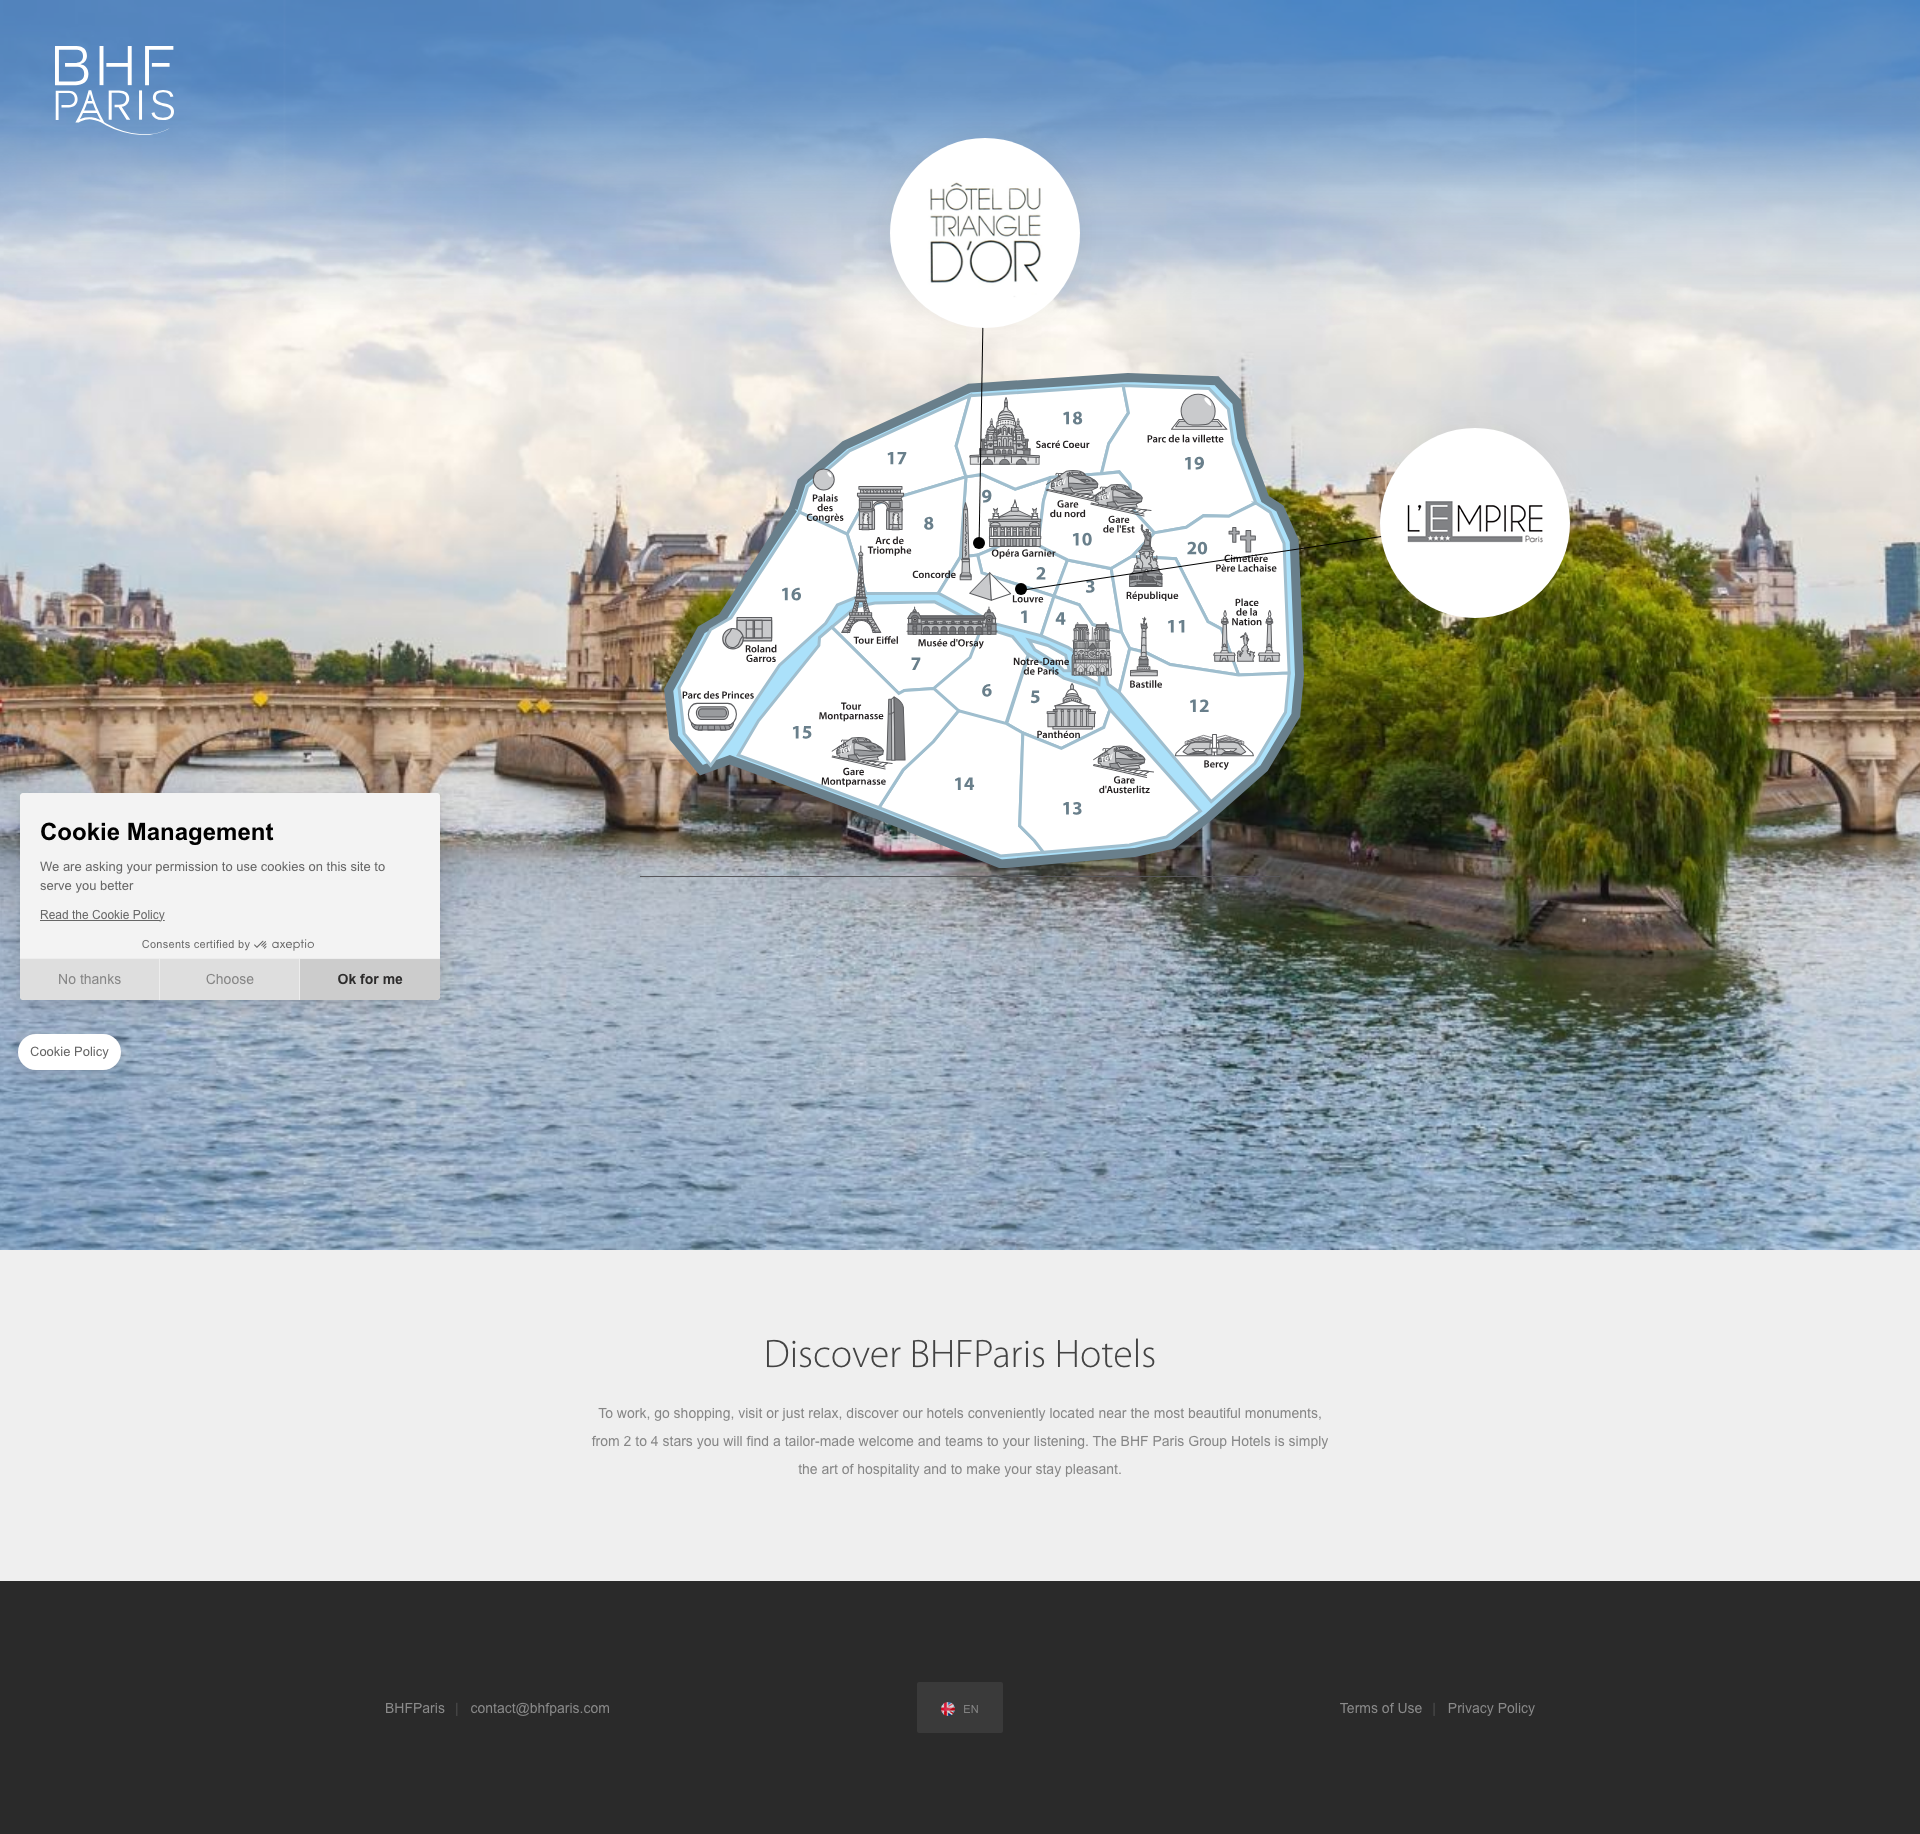 BHF
PARIS
HÔTEL DU
TRIANGLE
D'OR
L'EMPIRE
Paris
18
Sacré Coeur
Parc de la villette
19
17
Palais
des
Congrès
Arc de
Triomphe
8
9
Opéra Garnier
Gare
du nord
Gare
de l'Est
10
20
Cimetière
Père Lachaise
Concorde
2
3
Louvre
République
16
1
4
11
Place
de la
Nation
Tour Eiffel
Musée d'Orsay
Roland
Garros
7
Notre-Dame
de Paris
Bastille
Parc des Princes
6
5
12
Tour
Montparnasse
15
Panthéon
Bercy
Gare
Montparnasse
14
Gare
d'Austerlitz
13
Cookie Management
We are asking your permission to use cookies on this site to
serve you better
Read the Cookie Policy
Consents certified by axeptio
No thanks
Choose
Ok for me
Cookie Policy
Discover BHFParis Hotels
To work, go shopping, visit or just relax, discover our hotels conveniently located near the most beautiful monuments,
from 2 to 4 stars you will find a tailor-made welcome and teams to your listening. The BHF Paris Group Hotels is simply
the art of hospitality and to make your stay pleasant.
BHFParis | contact@bhfparis.com
EN
Terms of Use | Privacy Policy